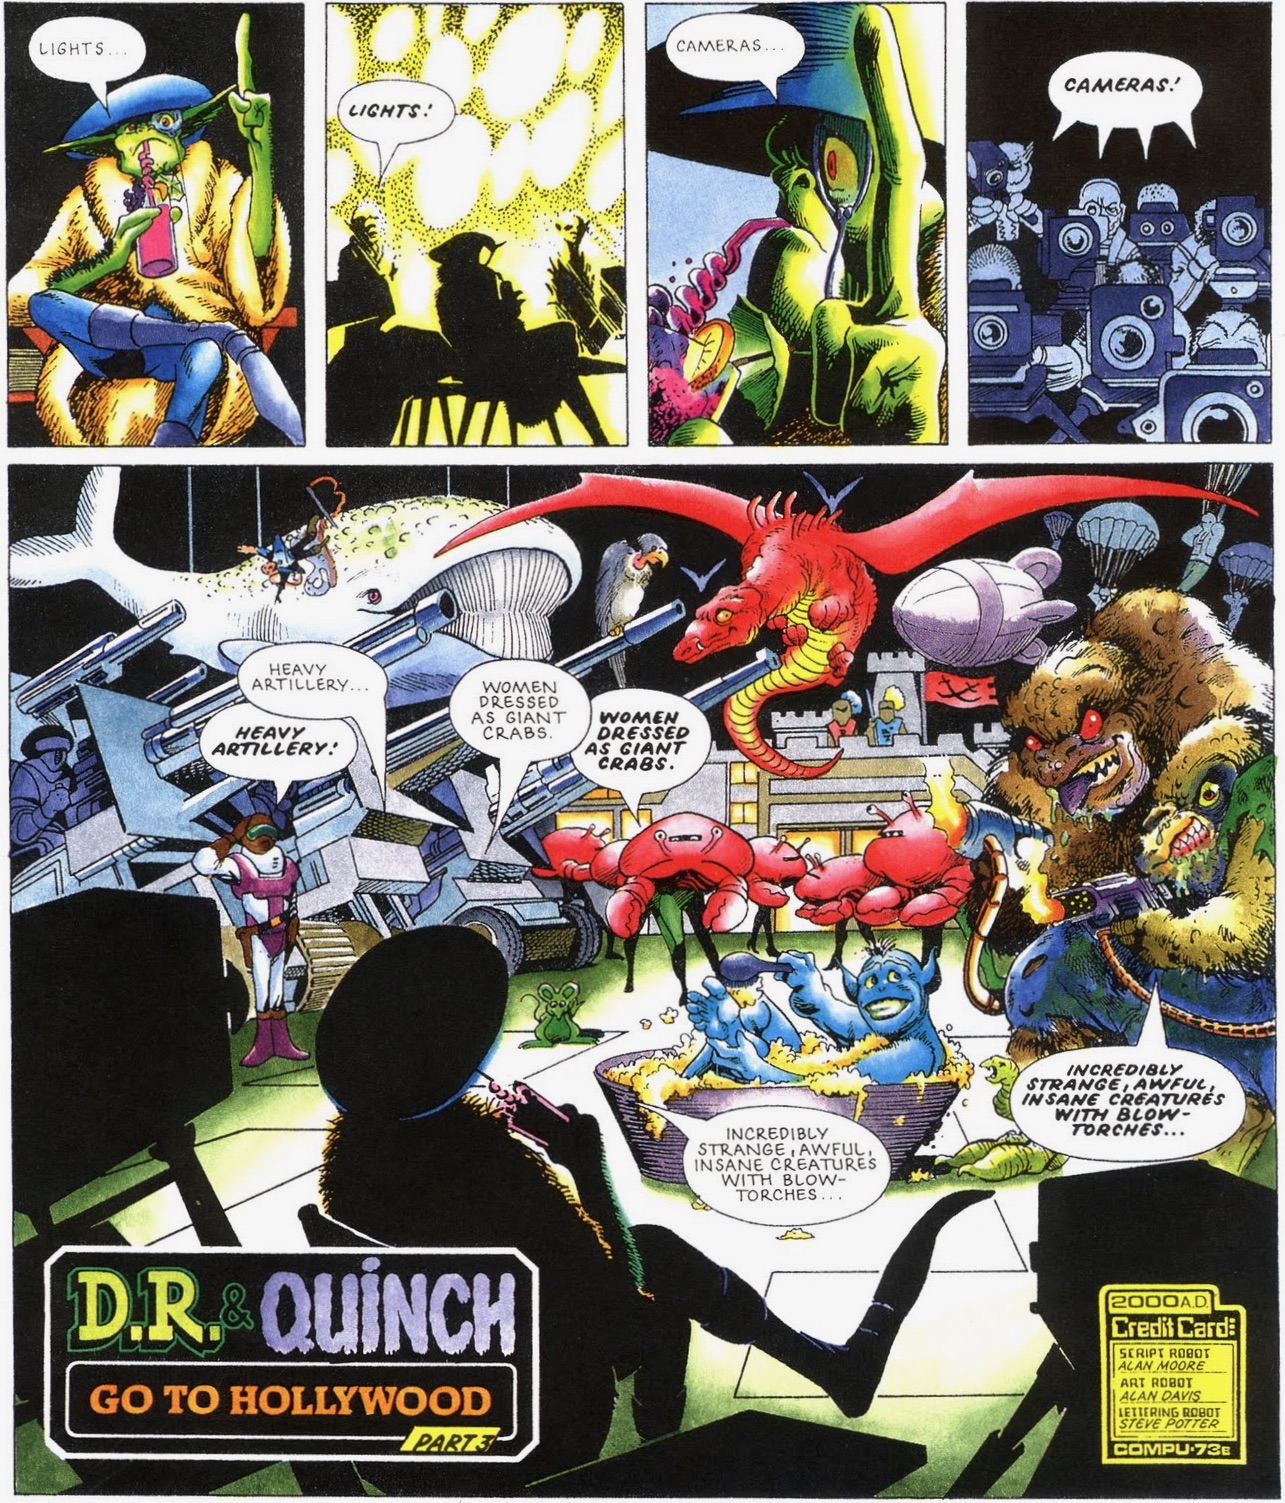 LIGHTS...
LIGHTS!
CAMERAS...
CAMERAS!
HEAVY
ARTILLERY...
HEAVY
ARTILLERY!
WOMEN
DRESSED
AS GIANT
CRABS.
WOMEN
DRESSED
AS GIANT
CRABS.
INCREDIBLY
STRANGE, AWFUL,
INSANE CREATURES
WITH BLOW-
TORCHES...
INCREDIBLY
STRANGE, AWFUL,
INSANE CREATURES
WITH BLOW-
TORCHES...
D.R. & QUINCH
GO TO HOLLYWOOD
PART 3
2000 A.D.
Credit Card:
SCRIPT ROBOT
ALAN MOORE
ART ROBOT
ALAN DAVIS
LETTERING ROBOT
STEVE POTTER
COMPU·73E